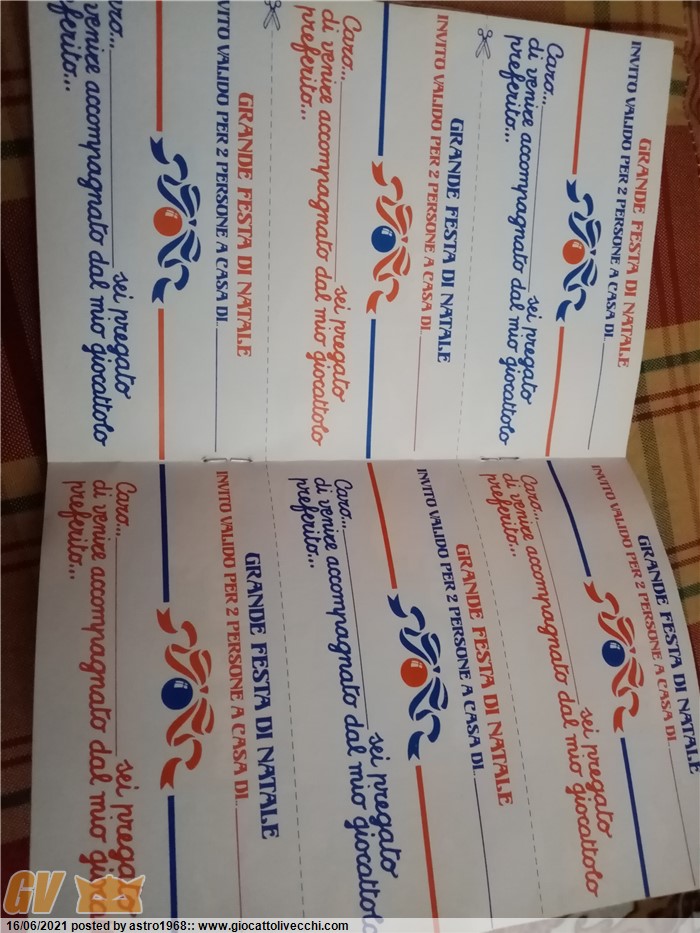 GRANDE FESTA DI NATALE
INVITO VALIDO PER 2 PERSONE A CASA DI...
Caro... sei pregato
di venire accompagnato dal mio giocattolo
preferito...
GRANDE FESTA DI NATALE
INVITO VALIDO PER 2 PERSONE A CASA DI...
Caro... sei pregato
di venire accompagnato dal mio giocattolo
preferito...
GRANDE FESTA DI NATALE
VALIDO PER 2 PERSONE A CASA DI...
sei pregato
venire accompagnato dal mio giocattolo
GRANDE FESTA DI NATALE
INVITO VALIDO PER 2 PERSONE A CASA DI...
Caro... sei pregato
di venire accompagnato dal mio giocattolo
preferito...
GRANDE FESTA DI NATALE
INVITO VALIDO PER 2 PERSONE A CASA DI...
Caro... sei pregato
di venire accompagnato dal mio giocattolo
preferito...
GRANDE FESTA DI NATALE
INVITO VALIDO PER 2 PERSONE A CASA DI...
Caro... sei
di venire accompagnato dal mio
preferito...
GV
16/06/2021 posted by astro1968:: www.giocattolivecchi.com